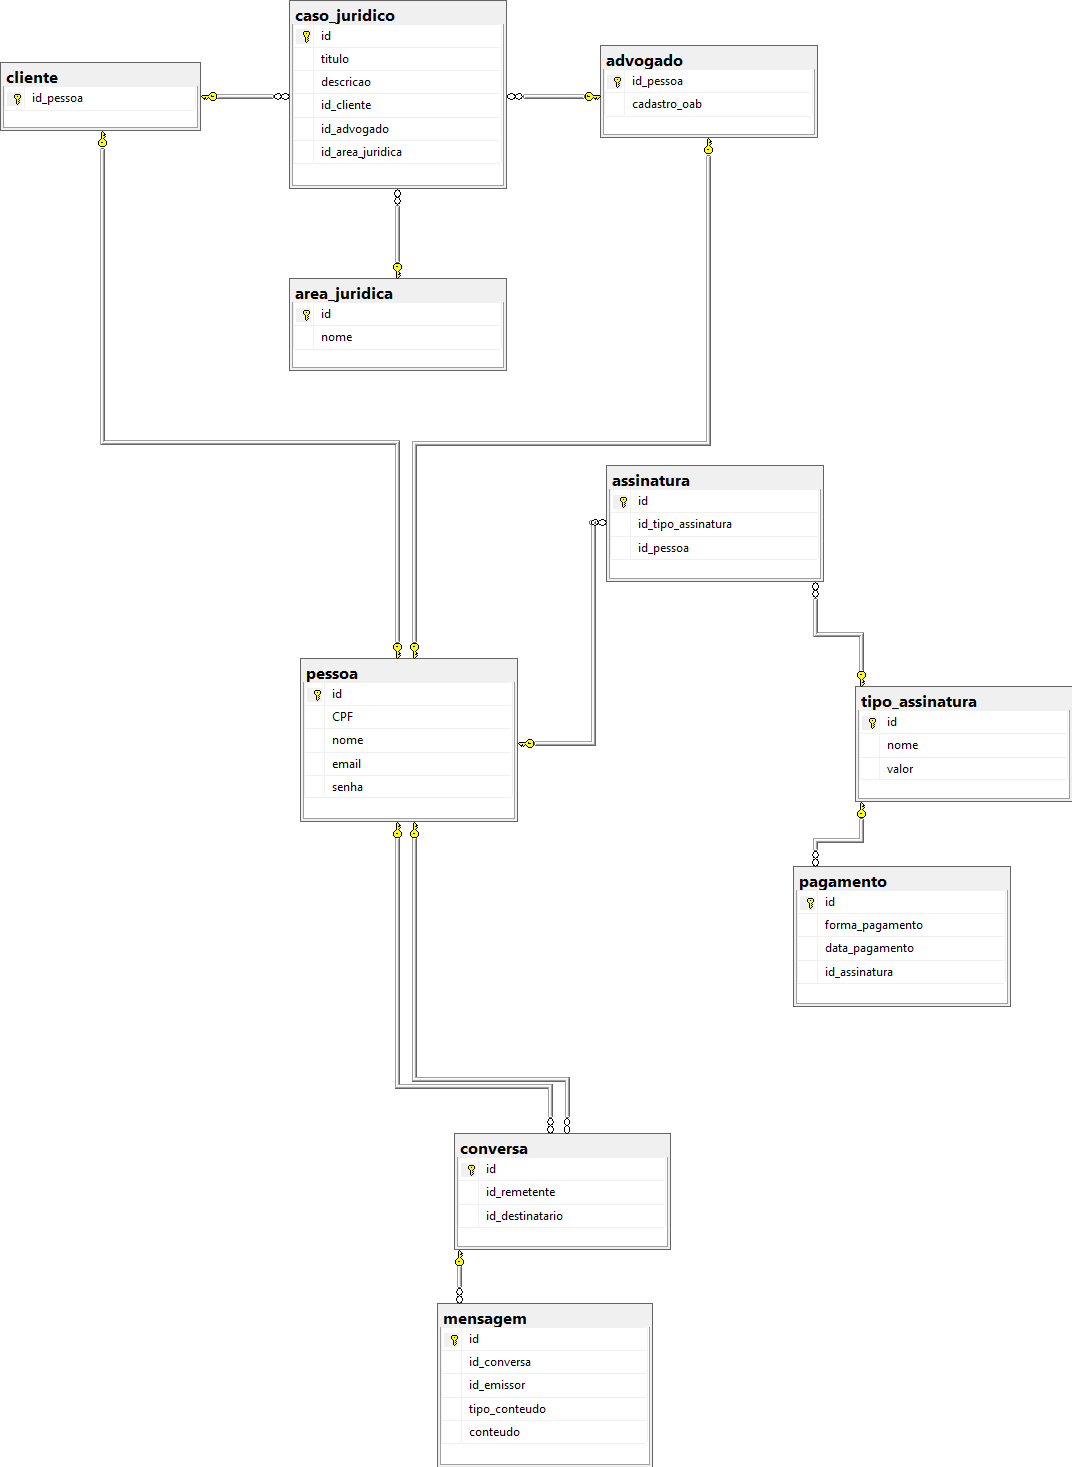 caso_juridico
id
titulo
descricao
id_cliente
id_advogado
id_area_juridica
advogado
id_pessoa
cadastro_oab
cliente
id_pessoa
area_juridica
id
nome
assinatura
id
id_tipo_assinatura
id_pessoa
pessoa
id
CPF
nome
email
senha
tipo_assinatura
id
nome
valor
pagamento
id
forma_pagamento
data_pagamento
id_assinatura
conversa
id
id_remetente
id_destinatario
mensagem
id
id_conversa
id_emissor
tipo_conteudo
conteudo